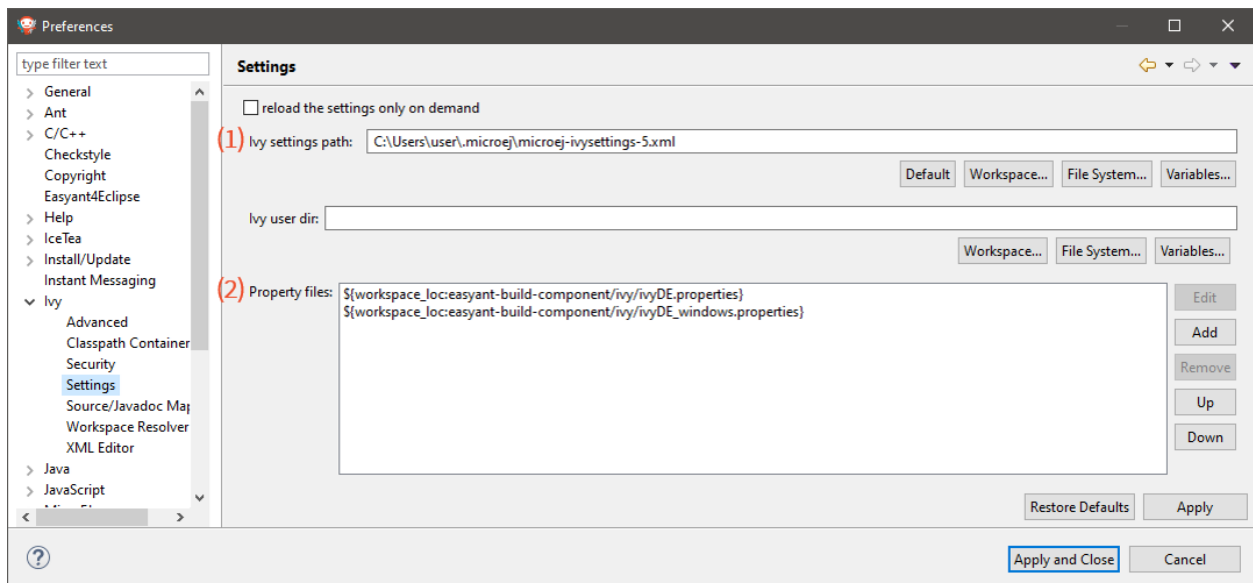 Preferences
type filter text
General
Ant
C/C++
Checkstyle
Copyright
Easyant4Eclipse
Help
IceTea
Install/Update
Instant Messaging
Ivy
Advanced
Classpath Container
Security
Settings
Source/Javadoc Map
Workspace Resolver
XML Editor
Java
JavaScript
Settings
reload the settings only on demand
(1) Ivy settings path: C:\Users\user\.microej\microej-ivysettings-5.xml
Default Workspace... File System... Variables...
Ivy user dir:
Workspace... File System... Variables...
(2) Property files: ${workspace_loc:easyant-build-component/ivy/ivyDE.properties}
${workspace_loc:easyant-build-component/ivy/ivyDE_windows.properties}
Edit
Add
Remove
Up
Down
Restore Defaults Apply
? Apply and Close Cancel